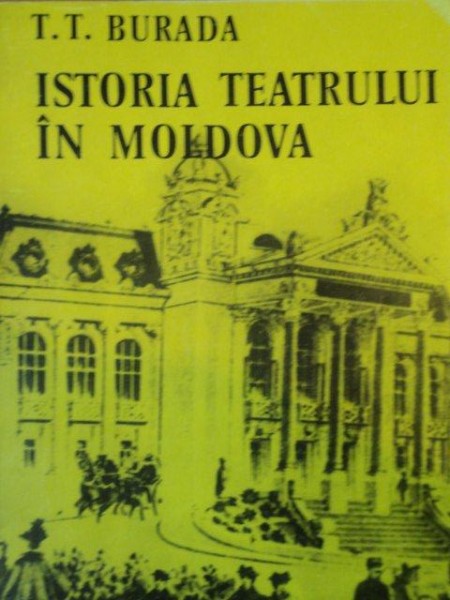 T. T. BURADA
ISTORIA TEATRULUI
ÎN MOLDOVA